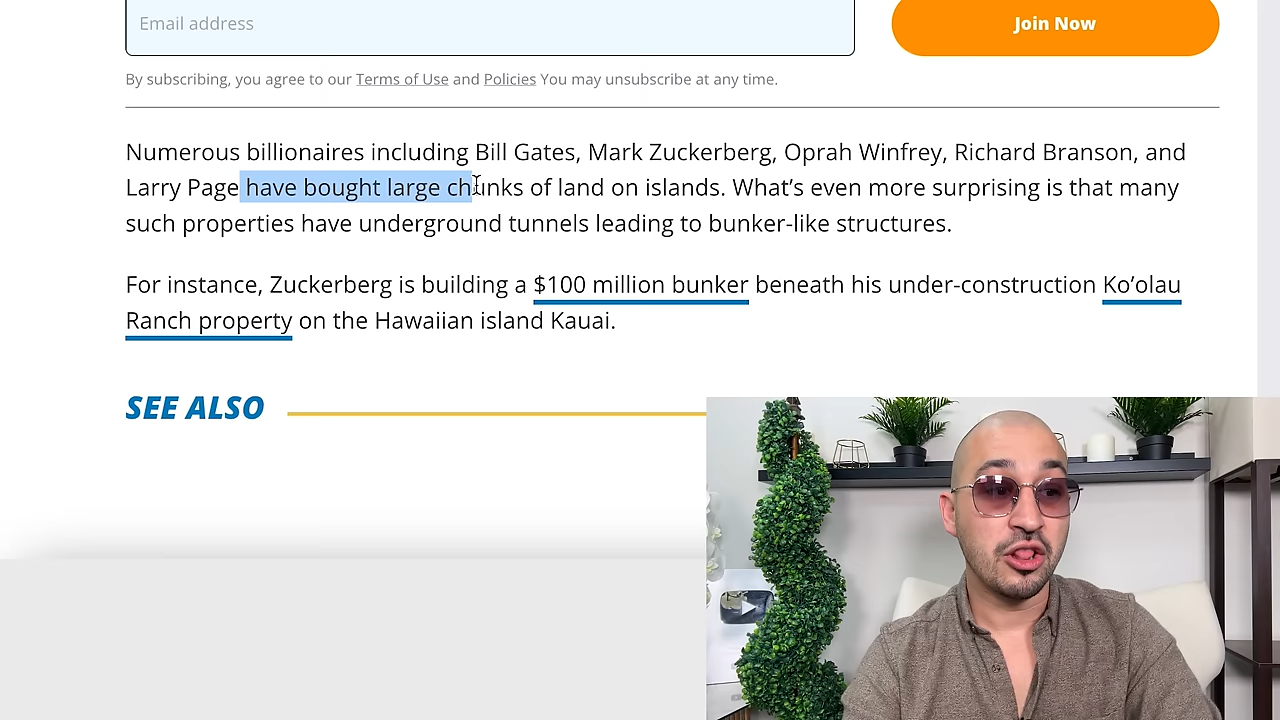 Email address
Join Now
By subscribing, you agree to our Terms of Use and Policies You may unsubscribe at any time.
Numerous billionaires including Bill Gates, Mark Zuckerberg, Oprah Winfrey, Richard Branson, and
Larry Page have bought large chunks of land on islands. What’s even more surprising is that many
such properties have underground tunnels leading to bunker-like structures.
For instance, Zuckerberg is building a $100 million bunker beneath his under-construction Ko’olau
Ranch property on the Hawaiian island Kauai.
SEE ALSO